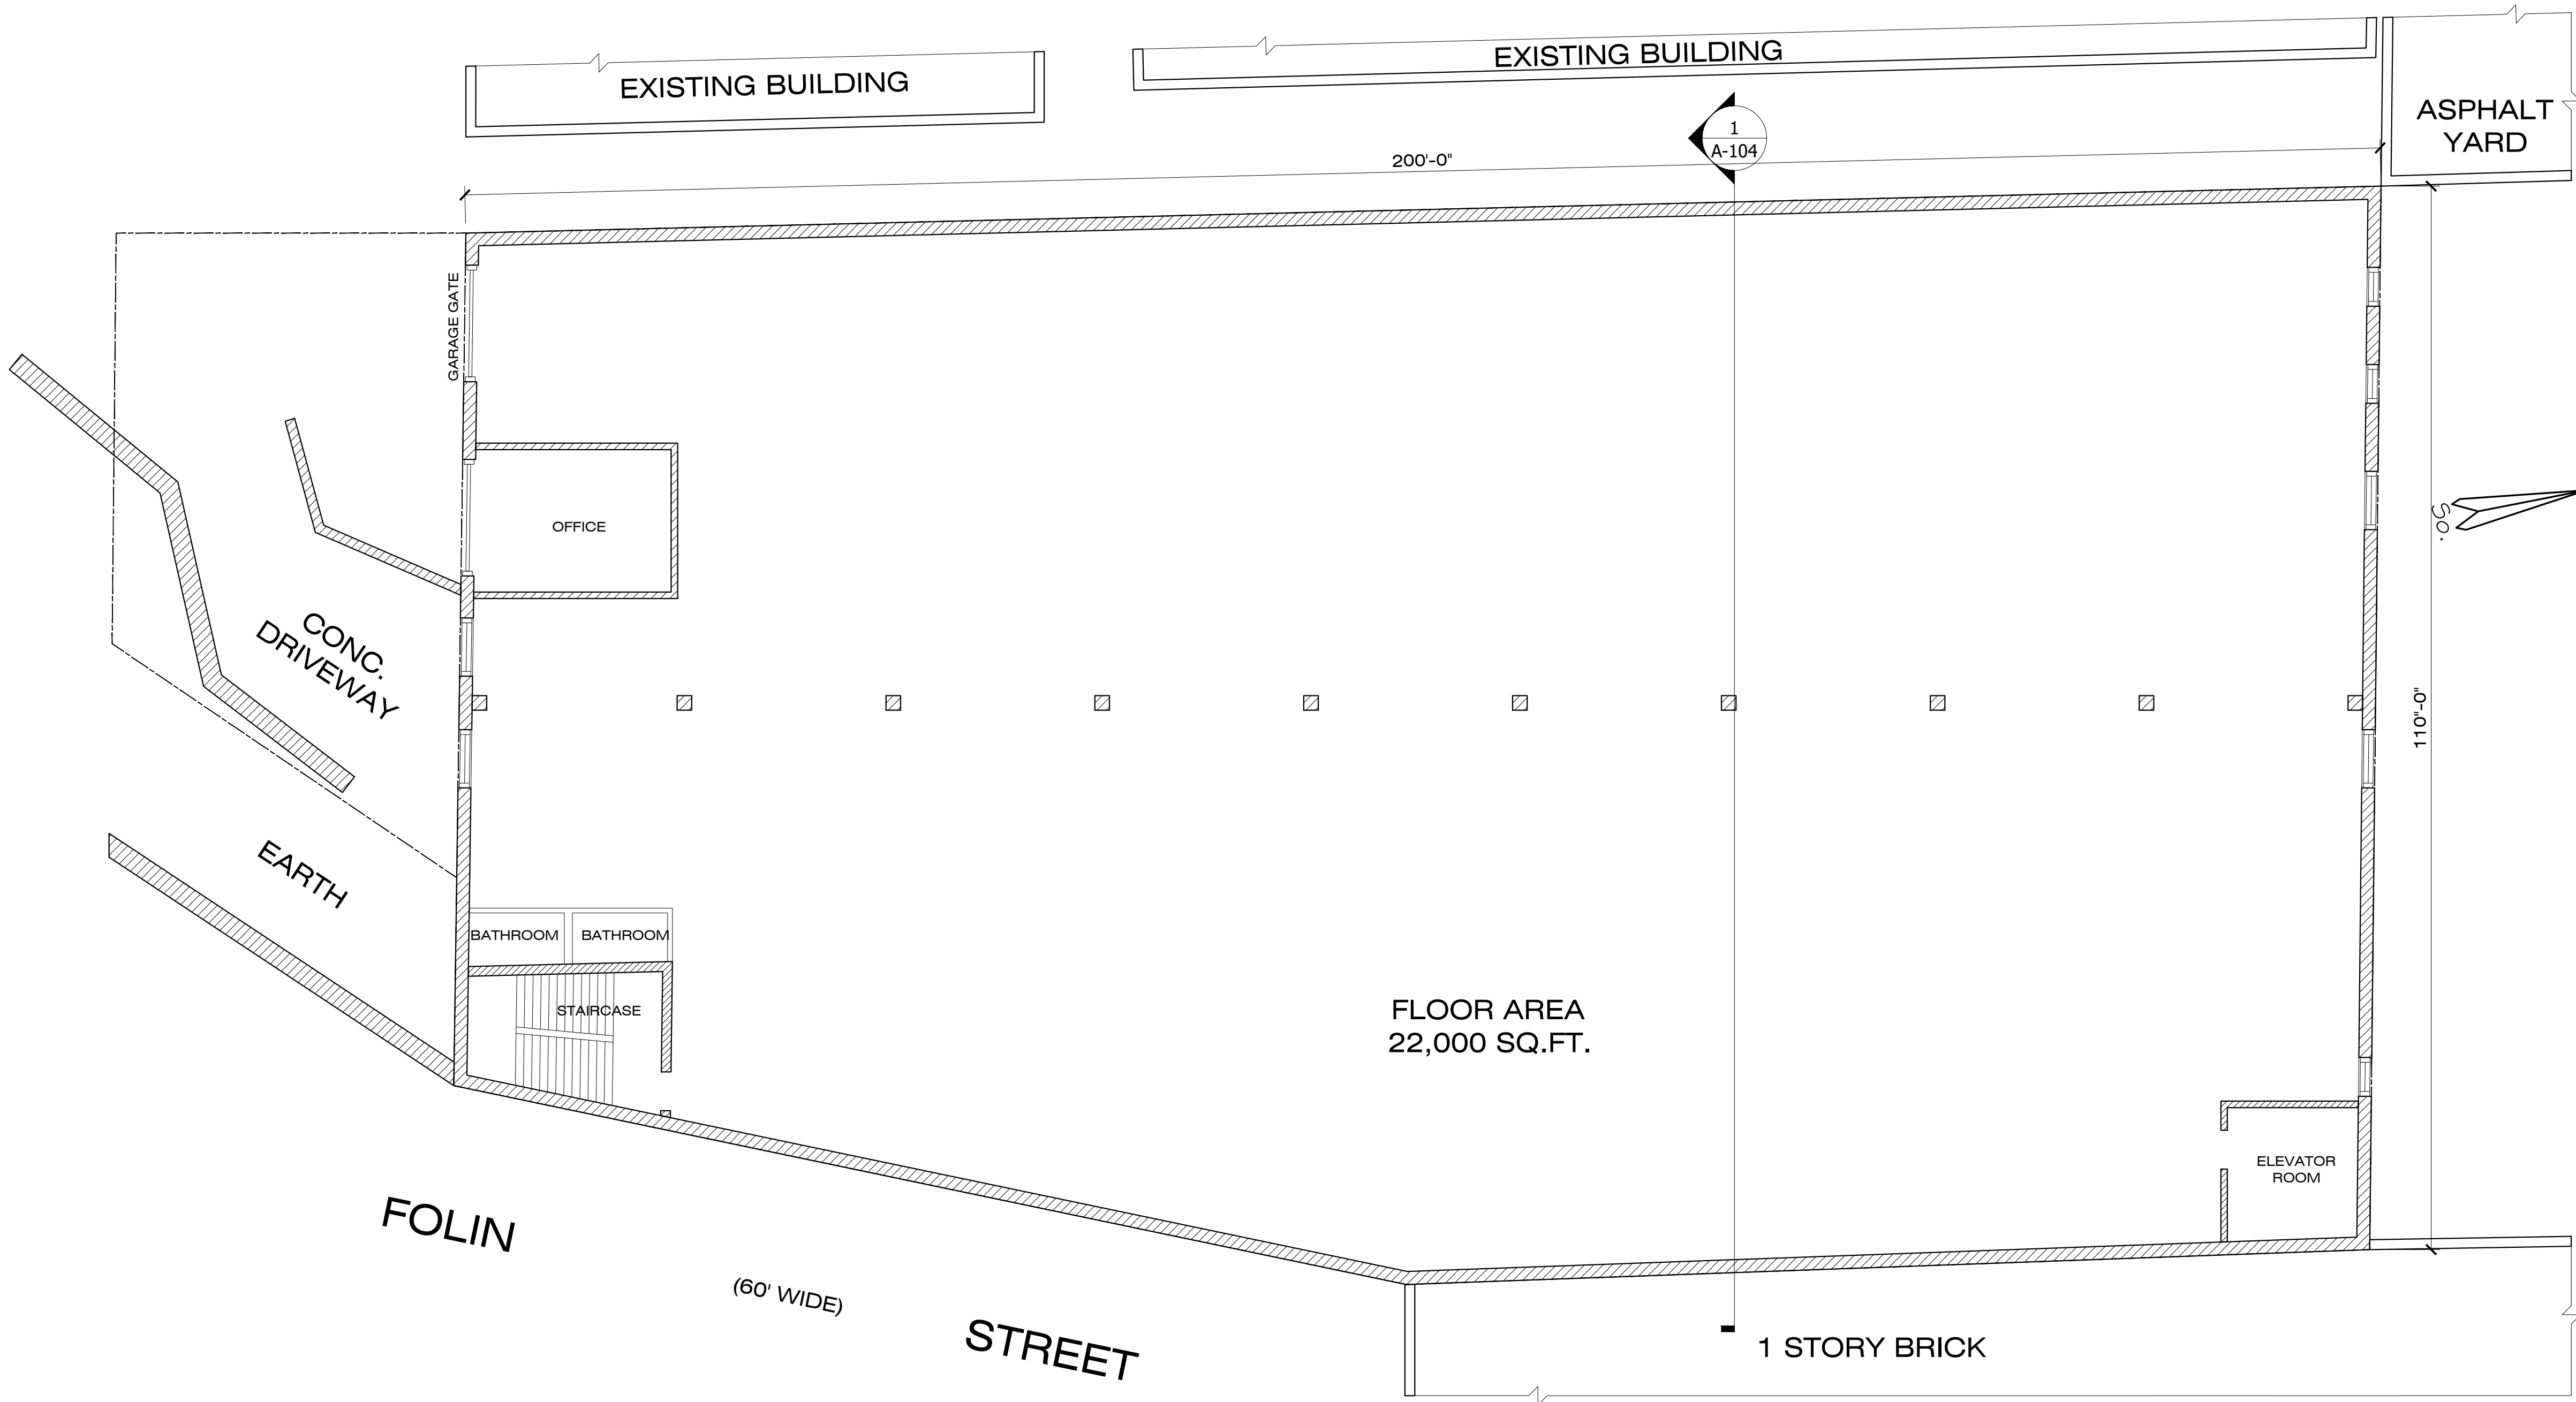 EXISTING BUILDING
EXISTING BUILDING
ASPHALT
YARD
1
A-104
200'-0"
GARAGE GATE
OFFICE
So.
CONC.
DRIVEWAY
110"-0"
EARTH
BATHROOM
BATHROOM
STAIRCASE
FLOOR AREA
22,000 SQ.FT.
ELEVATOR
ROOM
FOLIN
(60' WIDE)
STREET
1 STORY BRICK